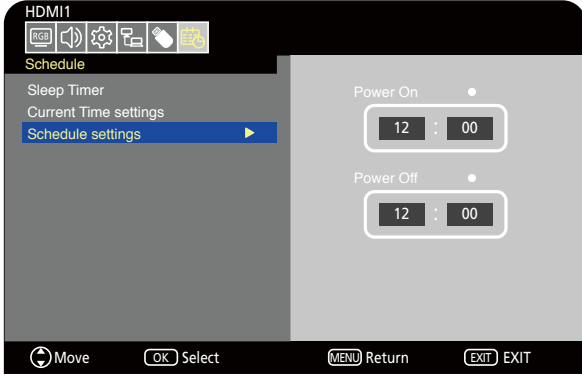 HDMI1
RGB
Schedule
Sleep Timer
Current Time settings
Schedule settings
Power On
12 : 00
Power Off
12 : 00
Move OK Select MENU Return EXIT EXIT